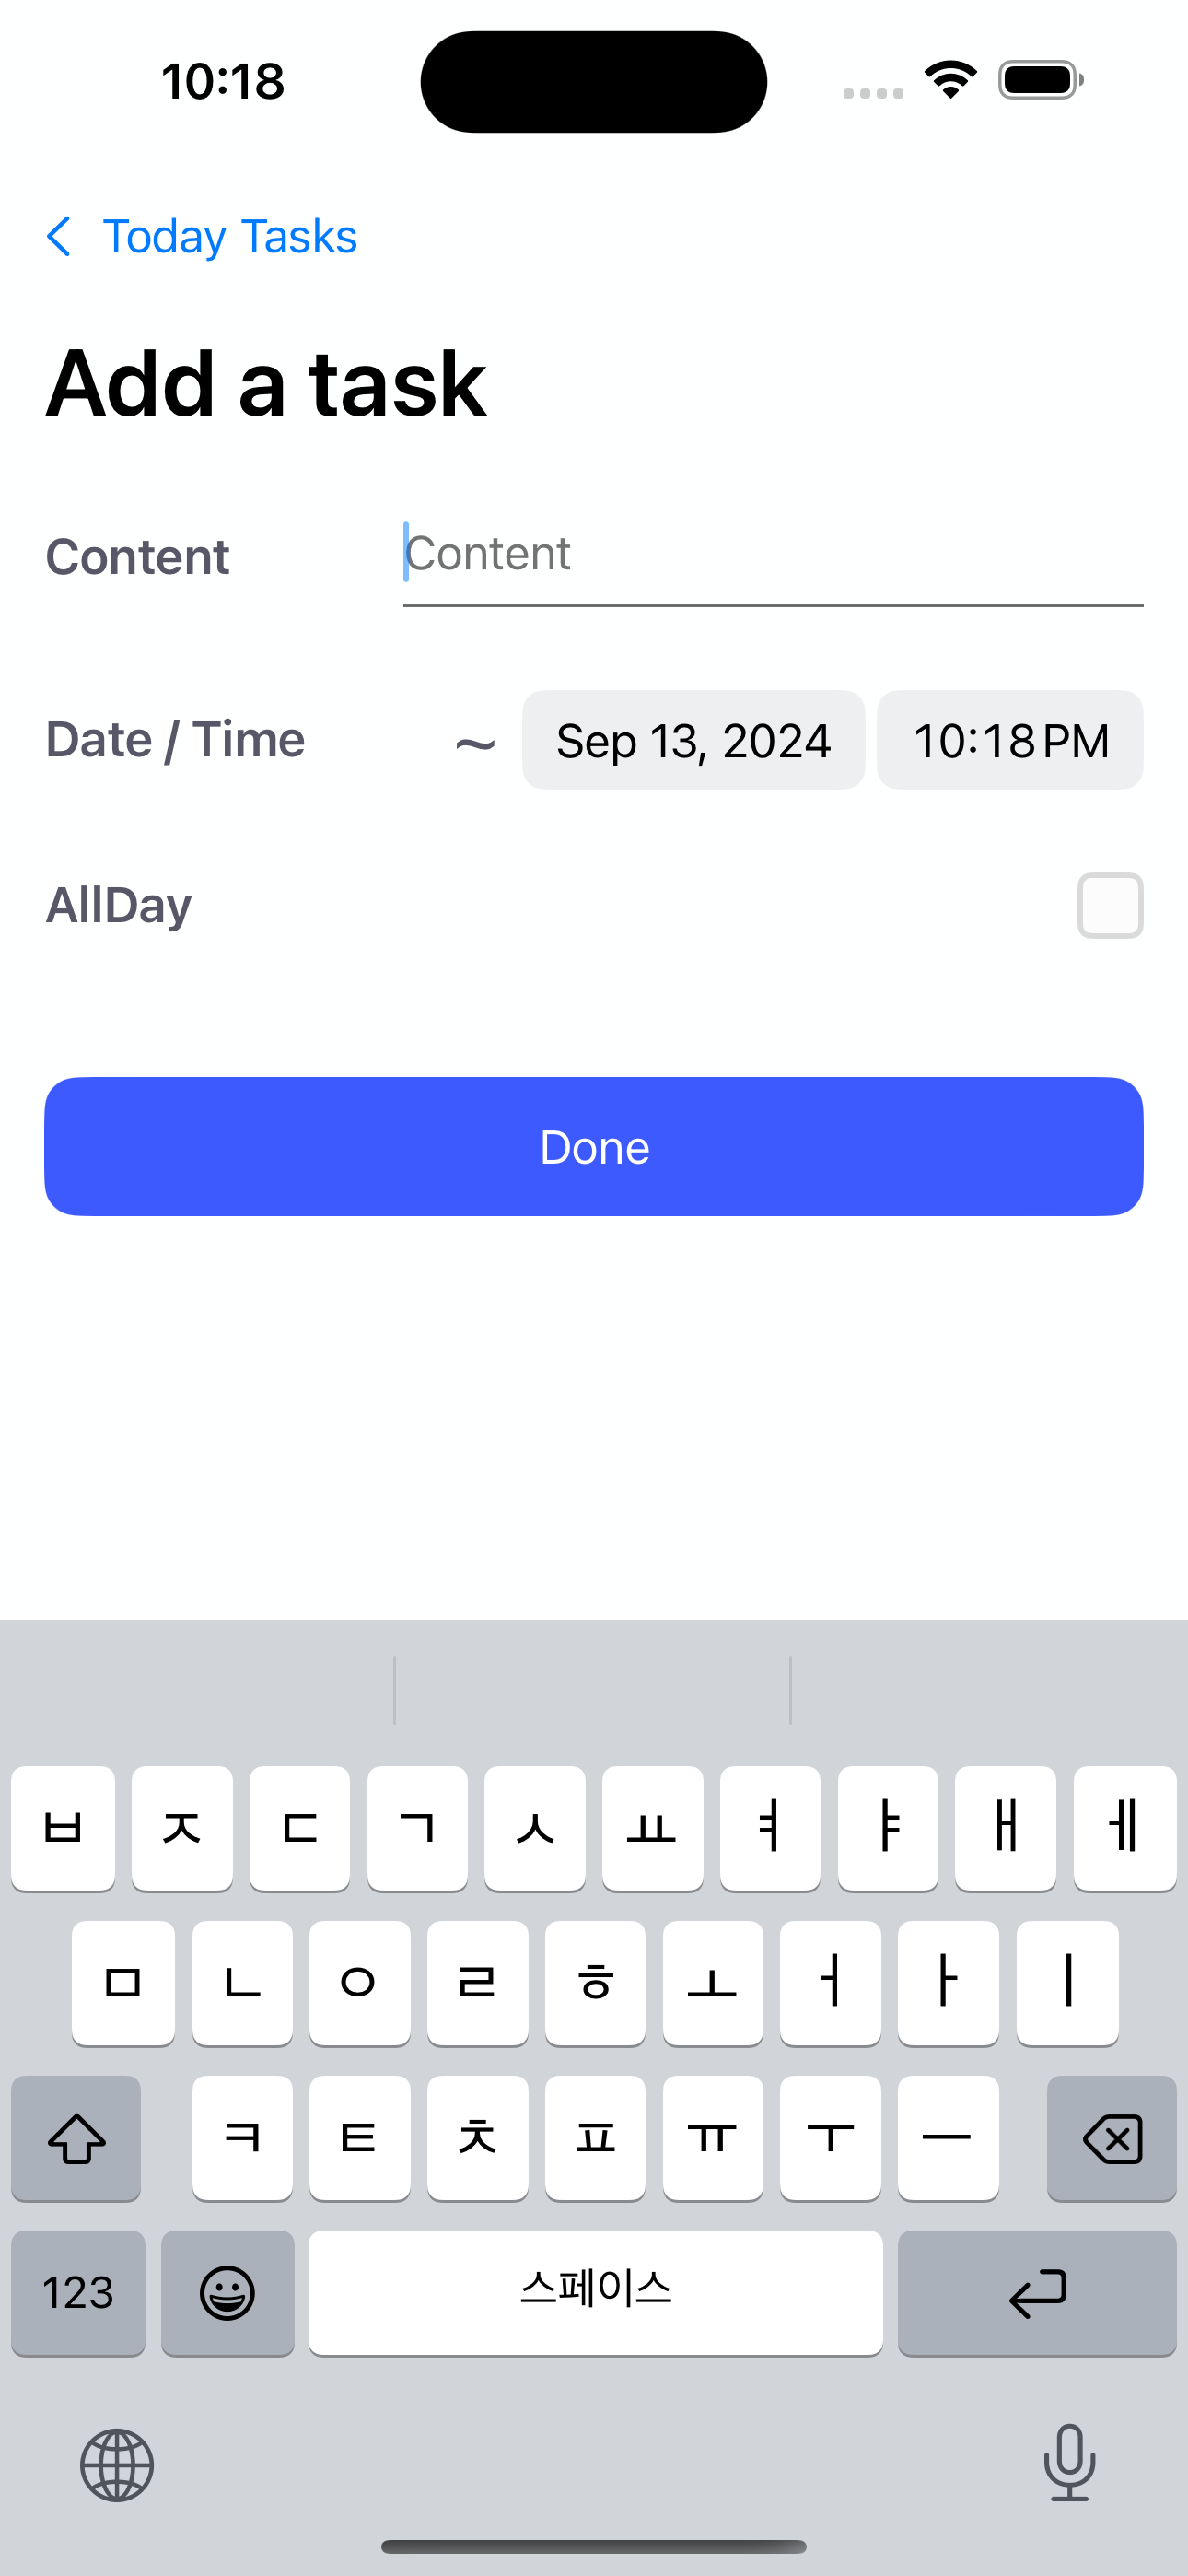 10:18
Today Tasks
Add a task
Content Content
Date / Time ~ Sep 13, 2024 10:18 PM
AllDay
Done
ㅂ ㅈ ㄷ ㄱ ㅅ ㅛ ㅕ ㅑ ㅐ ㅔ
ㅁ ㄴ ㅇ ㄹ ㅎ ㅗ ㅓ ㅏ ㅣ
ㅋ ㅌ ㅊ ㅍ ㅠ ㅜ ㅡ
123 스페이스